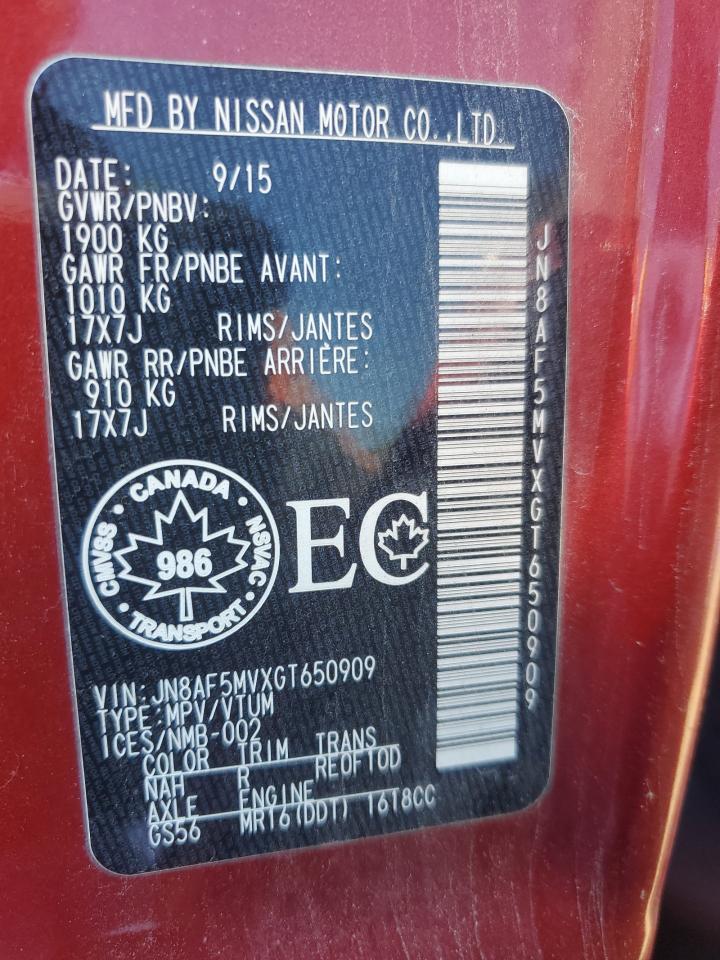 MFD BY NISSAN MOTOR CO.,LTD.
DATE: 9/15
GVWR/PNBV:
1900 KG
GAWR FR/PNBE AVANT:
1010 KG
17X7J RIMS/JANTES
GAWR RR/PNBE ARRIÈRE:
910 KG
17X7J RIMS/JANTES
JN8AF5MVXGT650909
CANADA
CMVSS 986 NSVAC
TRANSPORT
EC
VIN: JN8AF5MVXGT650909
TYPE: MPV/VTUM
ICES/NMB-002
COLOR TRIM TRANS
NAH R RE0F10D
AXLE ENGINE
GS56 MR16(DDT) 1618CC